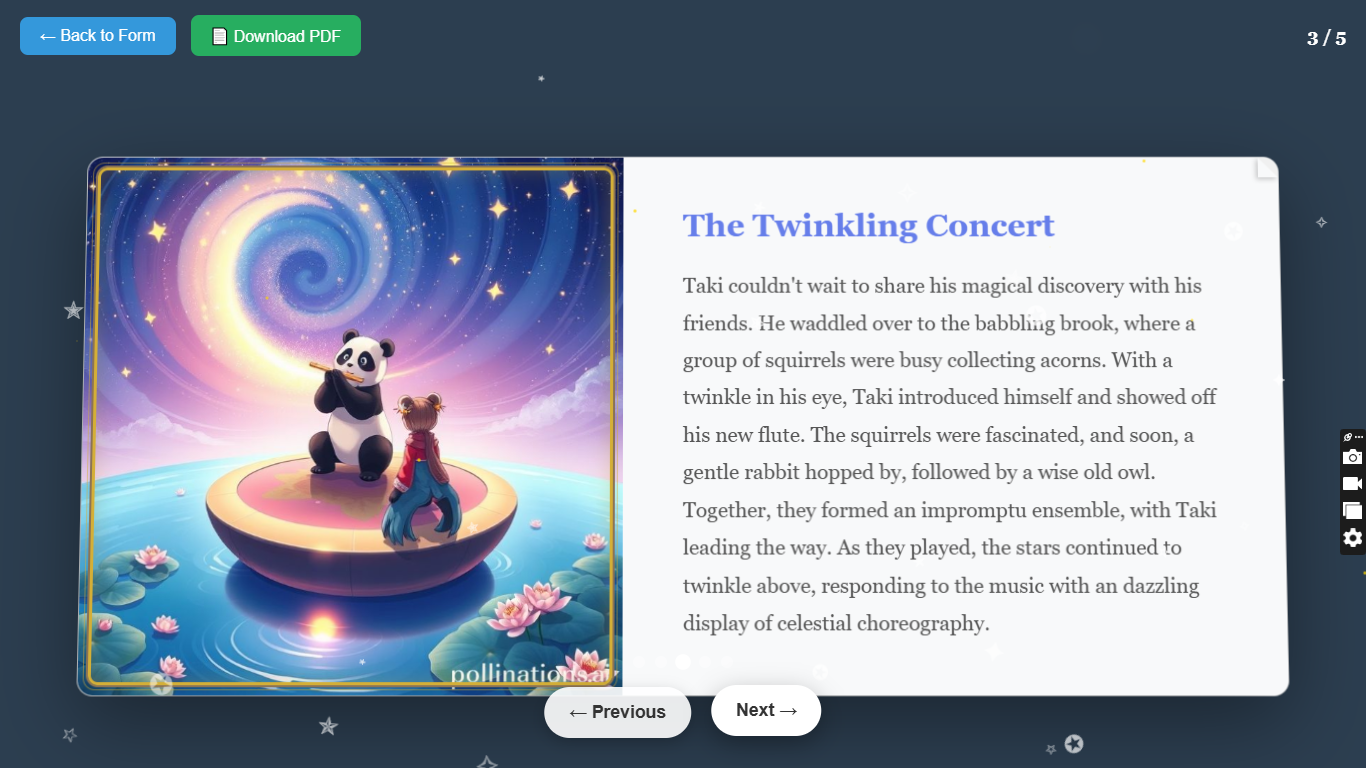 ← Back to Form
Download PDF
3 / 5
The Twinkling Concert
Taki couldn't wait to share his magical discovery with his
friends. He waddled over to the babbling brook, where a
group of squirrels were busy collecting acorns. With a
twinkle in his eye, Taki introduced himself and showed off
his new flute. The squirrels were fascinated, and soon, a
gentle rabbit hopped by, followed by a wise old owl.
Together, they formed an impromptu ensemble, with Taki
leading the way. As they played, the stars continued to
twinkle above, responding to the music with an dazzling
display of celestial choreography.
pollinations.ai
← Previous
Next →